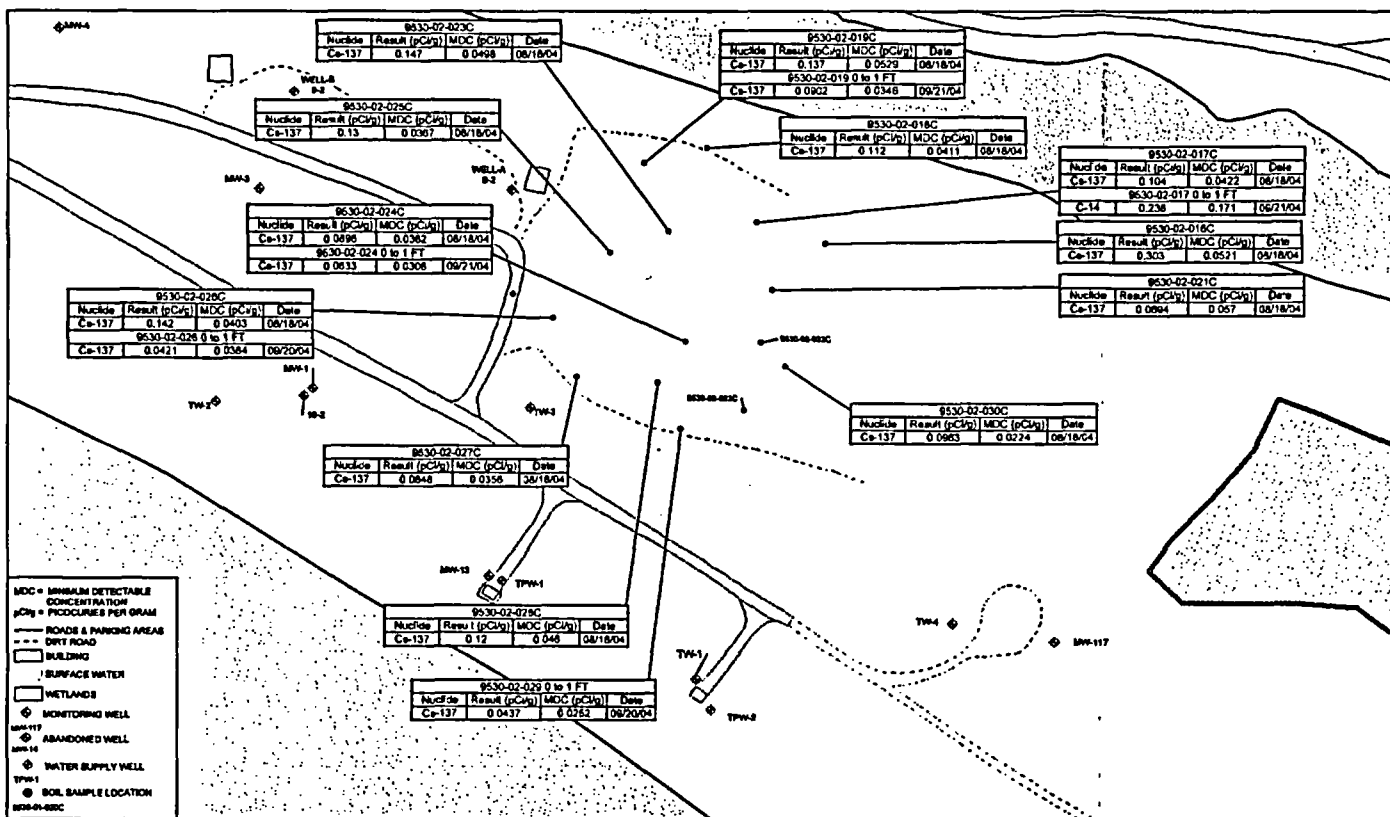 MW-4
9530-02-023C
Nuclide Result (pCi/g) MDC (pCi/g) Date
Cs-137 0.147 0.0498 08/18/04
9530-02-019C
Nuclide Result (pCi/g) MDC (pCi/g) Date
Cs-137 0.137 0.0529 08/18/04
9530-02-019 0 to 1 FT
Cs-137 0.0902 0.0346 09/21/04
WELL-B
9-2
9530-02-025C
Nuclide Result (pCi/g) MDC (pCi/g) Date
Cs-137 0.13 0.0367 08/18/04
9530-02-018C
Nuclide Result (pCi/g) MDC (pCi/g) Date
Cs-137 0.112 0.0411 08/18/04
9530-02-017C
Nuclide Result (pCi/g) MDC (pCi/g) Date
Cs-137 0.104 0.0422 08/18/04
9530-02-017 0 to 1 FT
C-14 0.236 0.171 09/21/04
MW-3
WELL-A
9-2
9530-02-024C
Nuclide Result (pCi/g) MDC (pCi/g) Date
Cs-137 0.0896 0.0362 08/18/04
9530-02-024 0 to 1 FT
Cs-137 0.0633 0.0306 09/21/04
9530-02-016C
Nuclide Result (pCi/g) MDC (pCi/g) Date
Cs-137 0.303 0.0521 08/18/04
9530-02-021C
Nuclide Result (pCi/g) MDC (pCi/g) Date
Cs-137 0.0694 0.057 08/18/04
9530-02-026C
Nuclide Result (pCi/g) MDC (pCi/g) Date
Cs-137 0.142 0.0403 08/18/04
9530-02-026 0 to 1 FT
Cs-137 0.0421 0.0384 09/20/04
MW-1
TW-2
TW-3
9530-02-030C
Nuclide Result (pCi/g) MDC (pCi/g) Date
Cs-137 0.0963 0.0224 08/18/04
9530-02-027C
Nuclide Result (pCi/g) MDC (pCi/g) Date
Cs-137 0.0648 0.0356 08/18/04
MW-13
TPW-1
9530-02-028C
Nuclide Result (pCi/g) MDC (pCi/g) Date
Cs-137 0.12 0.046 08/18/04
TW-4
MW-117
TW-1
9530-02-029 0 to 1 FT
Nuclide Result (pCi/g) MDC (pCi/g) Date
Cs-137 0.0437 0.0252 09/20/04
TPW-2
MDC = MINIMUM DETECTABLE
CONCENTRATION
pCi/g = PICOCURIES PER GRAM
ROADS & PARKING AREAS
DIRT ROAD
BUILDING
SURFACE WATER
WETLANDS
MONITORING WELL
MW-117
ABANDONED WELL
MW-14
WATER SUPPLY WELL
TPW-1
SOIL SAMPLE LOCATION